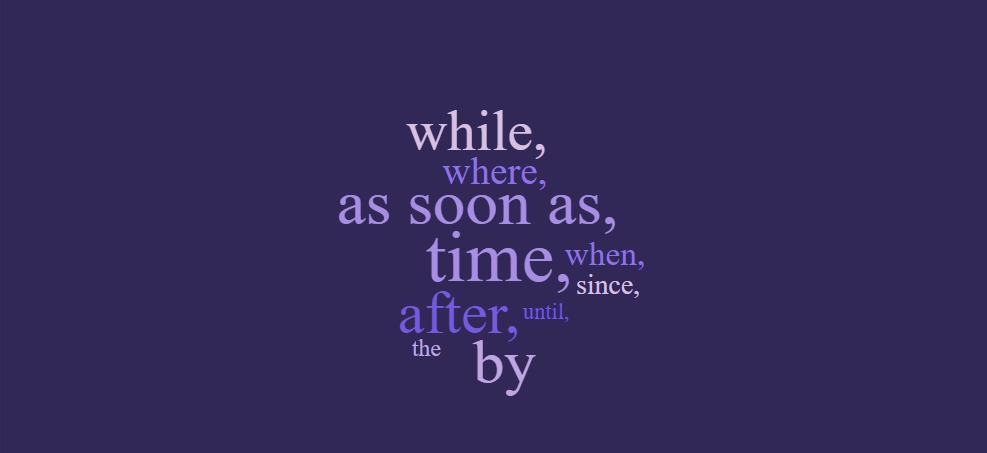 while,
where,
as soon as,
time, when,
since,
after, until,
the by